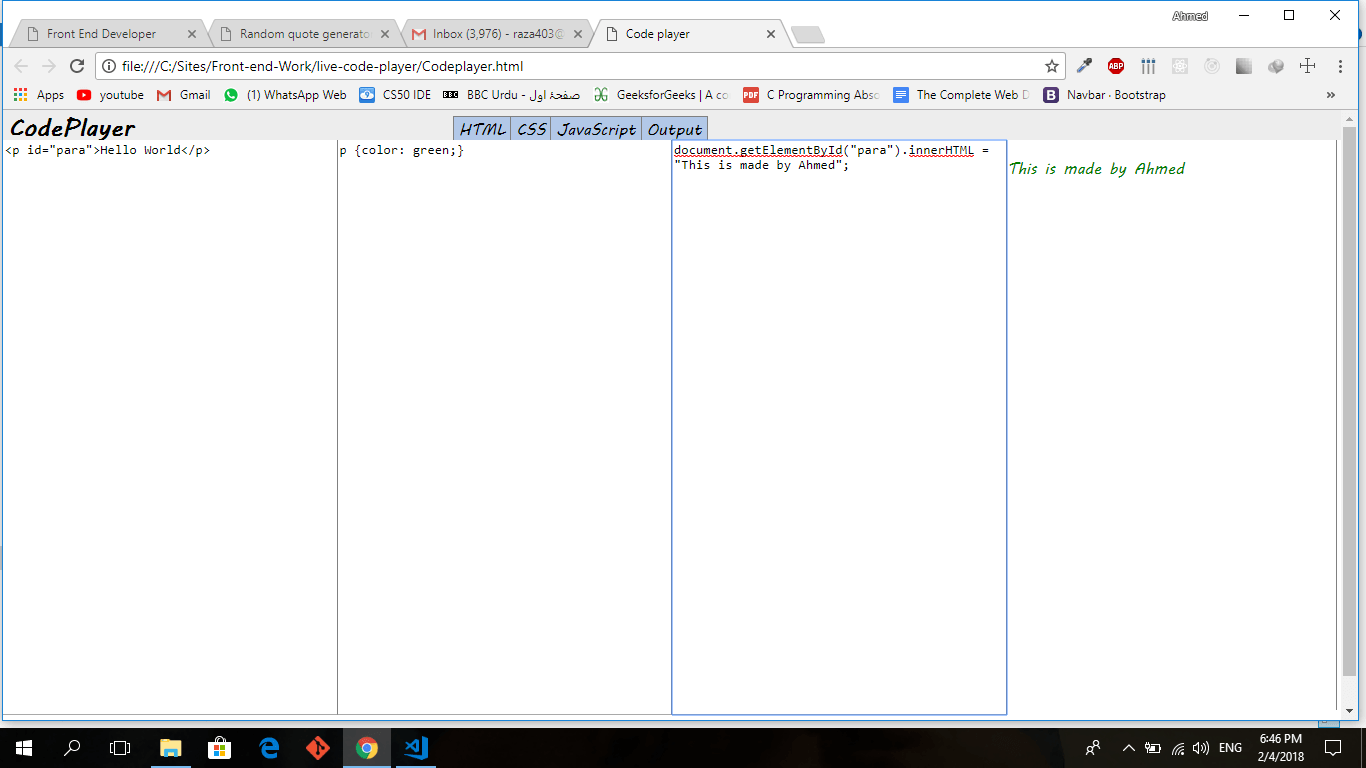 Ahmed
Front End Developer
Random quote generato
Inbox (3,976) - raza403@
Code player
file:///C:/Sites/Front-end-Work/live-code-player/Codeplayer.html
ABP
Apps
youtube
Gmail
(1) WhatsApp Web
CS50 IDE
BBC
BBC Urdu - صفحۂ اول
GeeksforGeeks | A co
PDF
C Programming Abso
The Complete Web D
B
Navbar · Bootstrap
»
CodePlayer
HTML
CSS
JavaScript
Output
<p id="para">Hello World</p>
p {color: green;}
document.getElementById("para").innerHTML =
"This is made by Ahmed";
This is made by Ahmed
ENG
6:46 PM
2/4/2018